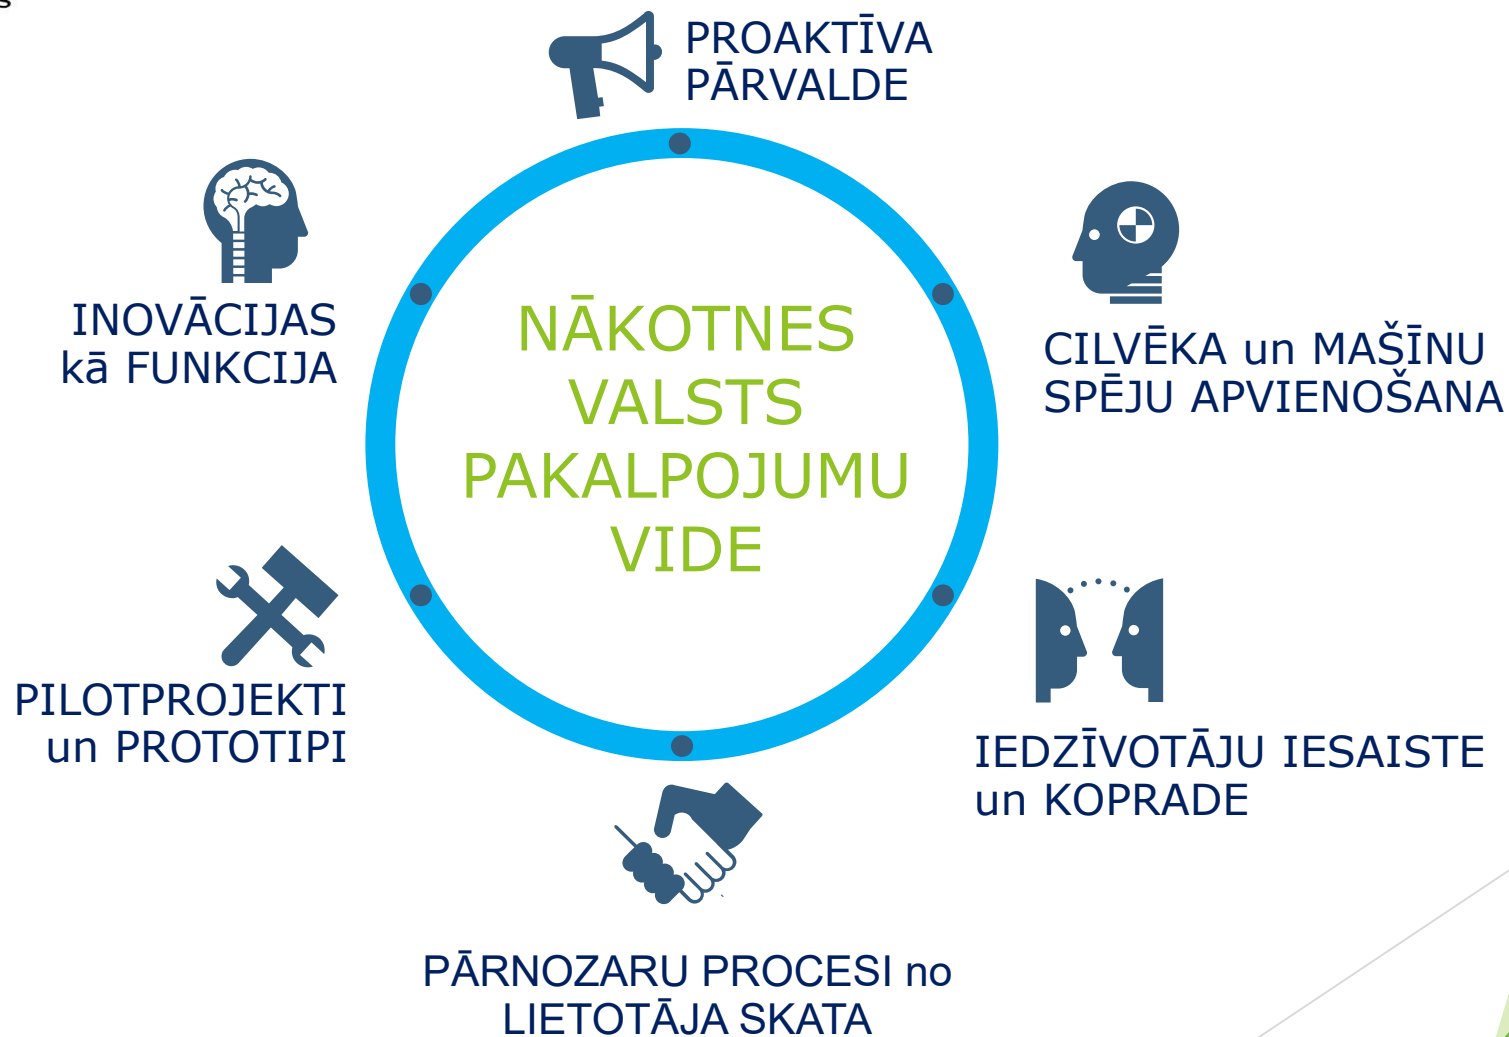 PROAKTĪVA
PĀRVALDE
INOVĀCIJAS
kā FUNKCIJA
CILVĒKA un MAŠĪNU
SPĒJU APVIENOŠANA
NĀKOTNES
VALSTS
PAKALPOJUMU
VIDE
PILOTPROJEKTI
un PROTOTIPI
IEDZĪVOTĀJU IESAISTE
un KOPRADE
PĀRNOZARU PROCESI no
LIETOTĀJA SKATA